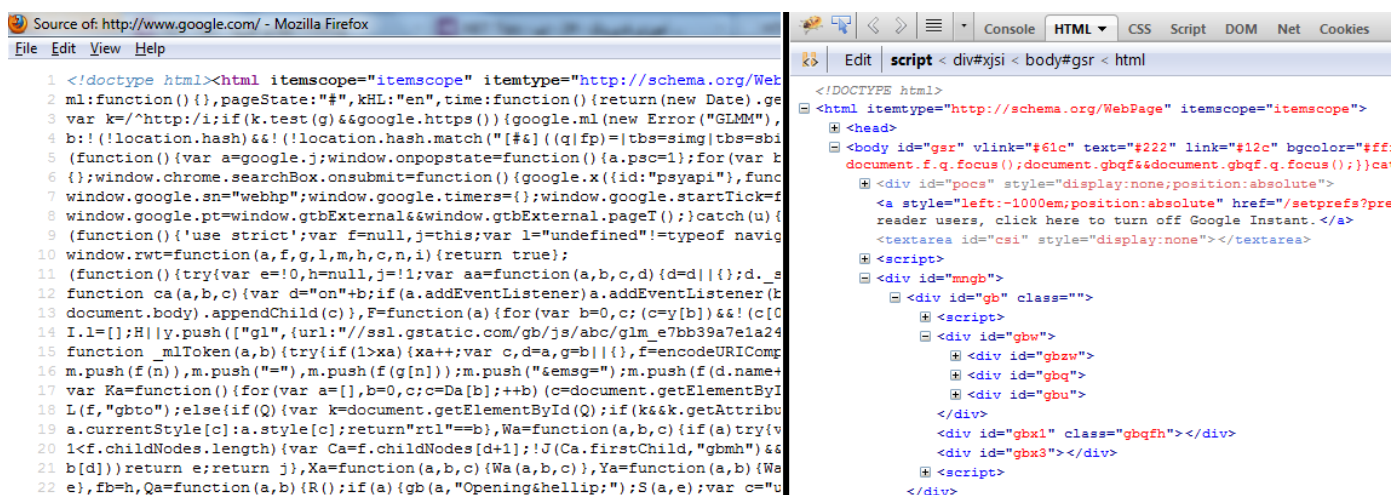 Source of: http://www.google.com/ - Mozilla Firefox
File Edit View Help
1 <!doctype html><html itemscope="itemscope" itemtype="http://schema.org/Web
2 ml:function(){},pageState:"#",kHL:"en",time:function(){return(new Date).ge
3 var k=/^http:/i;if(k.test(g)&&google.https()){google.ml(new Error("GLMM"),
4 b:!(!location.hash)&&!(!location.hash.match("[#&]((q|fp)=|tbs=simg|tbs=sbi
5 (function(){var a=google.j;window.onpopstate=function(){a.psc=1};for(var b
6 {};window.chrome.searchBox.onsubmit=function(){google.x({id:"psyapi"},func
7 window.google.sn="webhp";window.google.timers={};window.google.startTick=f
8 window.google.pt=window.gtbExternal&&window.gtbExternal.pageT();}catch(u){
9 (function(){'use strict';var f=null,j=this;var l="undefined"!=typeof navig
10 window.rwt=function(a,f,g,l,m,h,c,n,i){return true};
11 (function(){try{var e=!0,h=null,j=!1;var aa=function(a,b,c,d){d=d||{};d._s
12 function ca(a,b,c){var d="on"+b;if(a.addEventListener)a.addEventListener(b
13 document.body).appendChild(c)},F=function(a){for(var b=0,c;(c=y[b])&&!(c[0
14 I.l=[];H||y.push(["gl",{url:"//ssl.gstatic.com/gb/js/abc/glm_e7bb39a7e1a24
15 function _mlToken(a,b){try{if(1>xa){xa++;var c,d=a,g=b||{},f=encodeURIComp
16 m.push(f(n)),m.push("="),m.push(f(g[n]));m.push("&emsg=");m.push(f(d.name+
17 var Ka=function(){for(var a=[],b=0,c;c=Da[b];++b)(c=document.getElementByI
18 L(f,"gbto");else{if(Q){var k=document.getElementById(Q);if(k&&k.getAttribu
19 a.currentStyle[c]:a.style[c];return"rtl"==b},Wa=function(a,b,c){if(a)try{v
20 1<f.childNodes.length){var Ca=f.childNodes[d+1];!J(Ca.firstChild,"gbmh")&&
21 b[d]))return e;return j},Xa=function(a,b,c){Wa(a,b,c)},Ya=function(a,b){Wa
22 e},fb=h,Qa=function(a,b){R();if(a){gb(a,"Opening&hellip;");S(a,e);var c="u
Console HTML CSS Script DOM Net Cookies
Edit script < div#xjsi < body#gsr < html
<!DOCTYPE html>
<html itemtype="http://schema.org/WebPage" itemscope="itemscope">
<head>
<body id="gsr" vlink="#61c" text="#222" link="#12c" bgcolor="#fff
document.f.q.focus();document.gbqf&&document.gbqf.q.focus();}}cat
<div id="pocs" style="display:none;position:absolute">
<a style="left:-1000em;position:absolute" href="/setprefs?pre
reader users, click here to turn off Google Instant.</a>
<textarea id="csi" style="display:none"></textarea>
<script>
<div id="mngb">
<div id="gb" class="">
<script>
<div id="gbw">
<div id="gbzw">
<div id="gbq">
<div id="gbu">
</div>
<div id="gbx1" class="gbqfh"></div>
<div id="gbx3"></div>
<script>
</div>